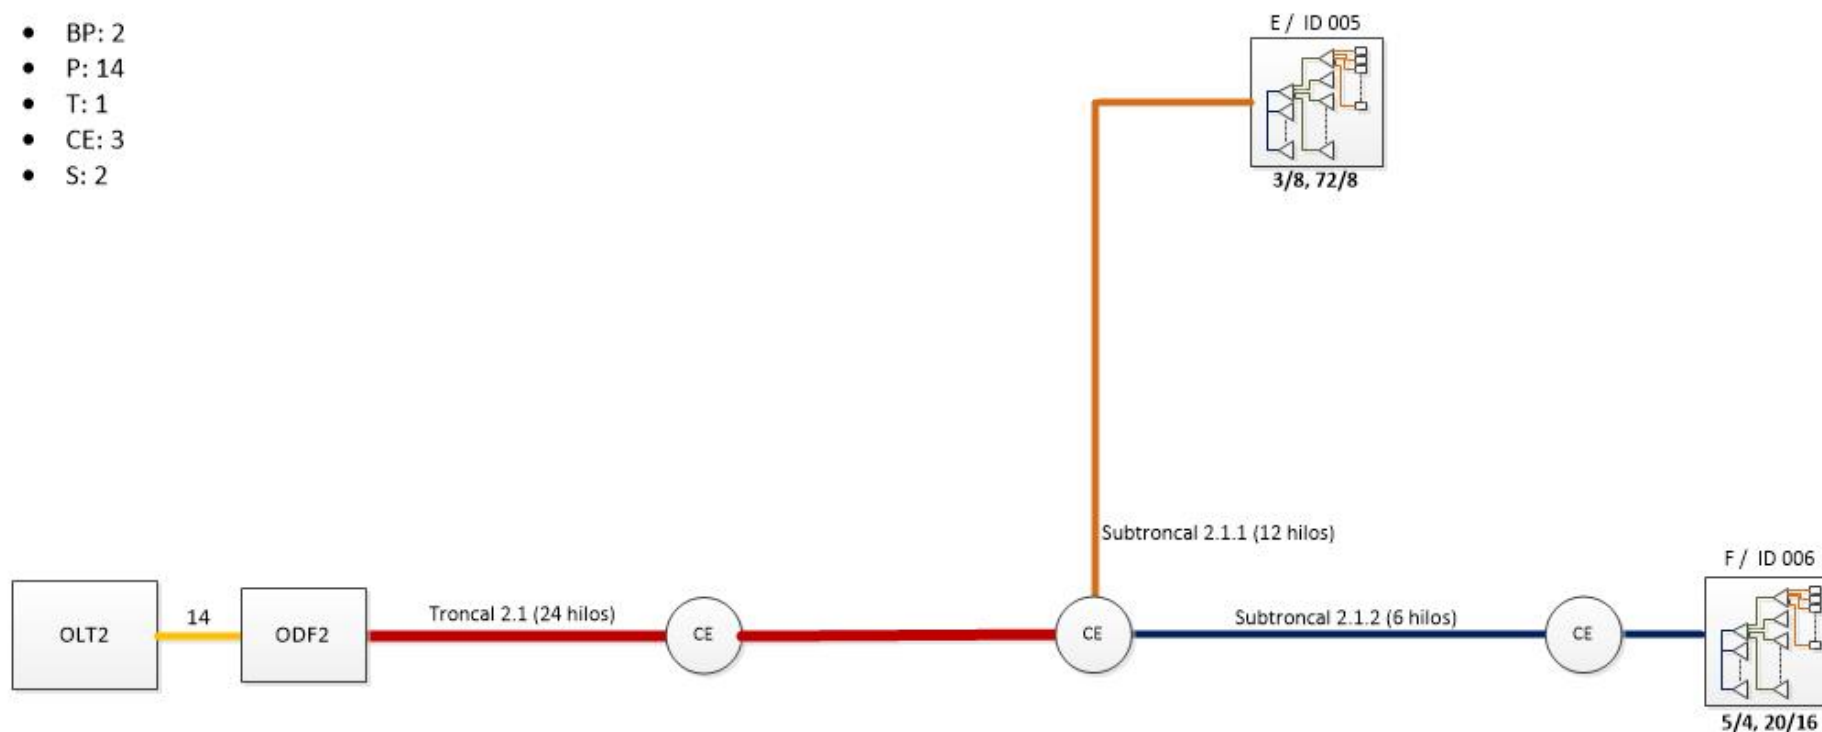 BP: 2
P: 14
T: 1
CE: 3
S: 2
E / ID 005
3/8, 72/8
Subtroncal 2.1.1 (12 hilos)
F / ID 006
OLT2
14
ODF2
Troncal 2.1 (24 hilos)
CE
CE
Subtroncal 2.1.2 (6 hilos)
CE
5/4, 20/16